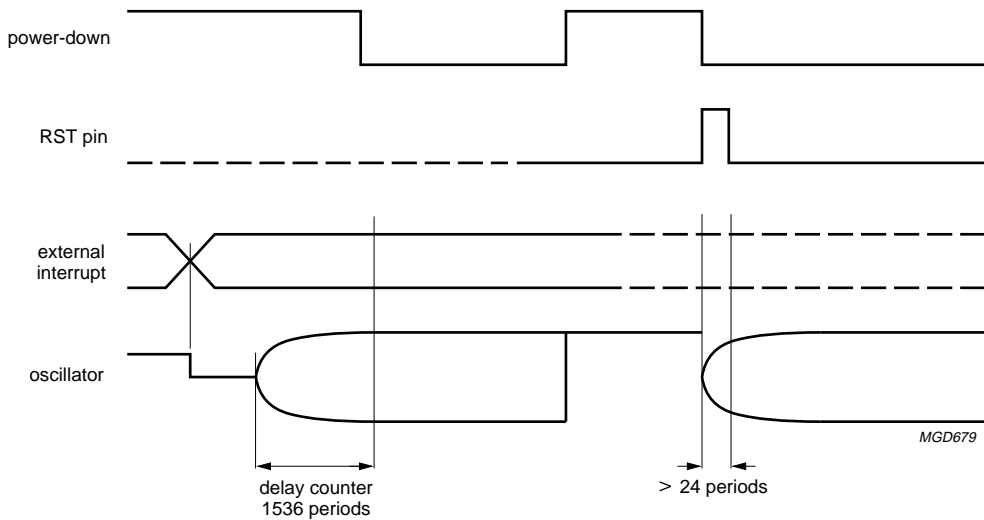 power-down
RST pin
external
interrupt
oscillator
MGD679
delay counter
1536 periods
> 24 periods